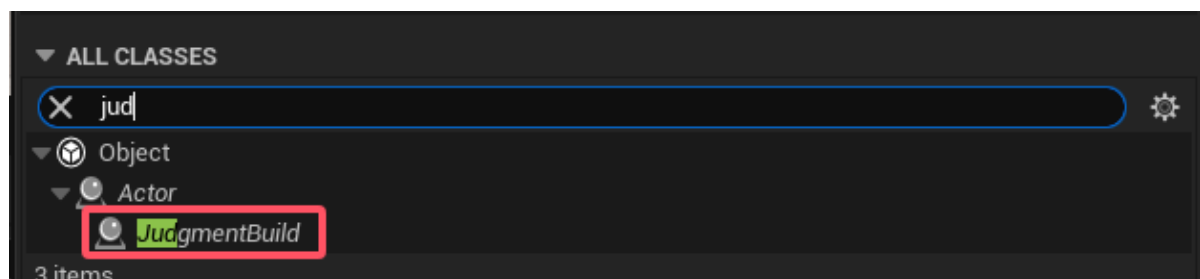 ALL CLASSES
jud
Object
Actor
JudgmentBuild
3 items